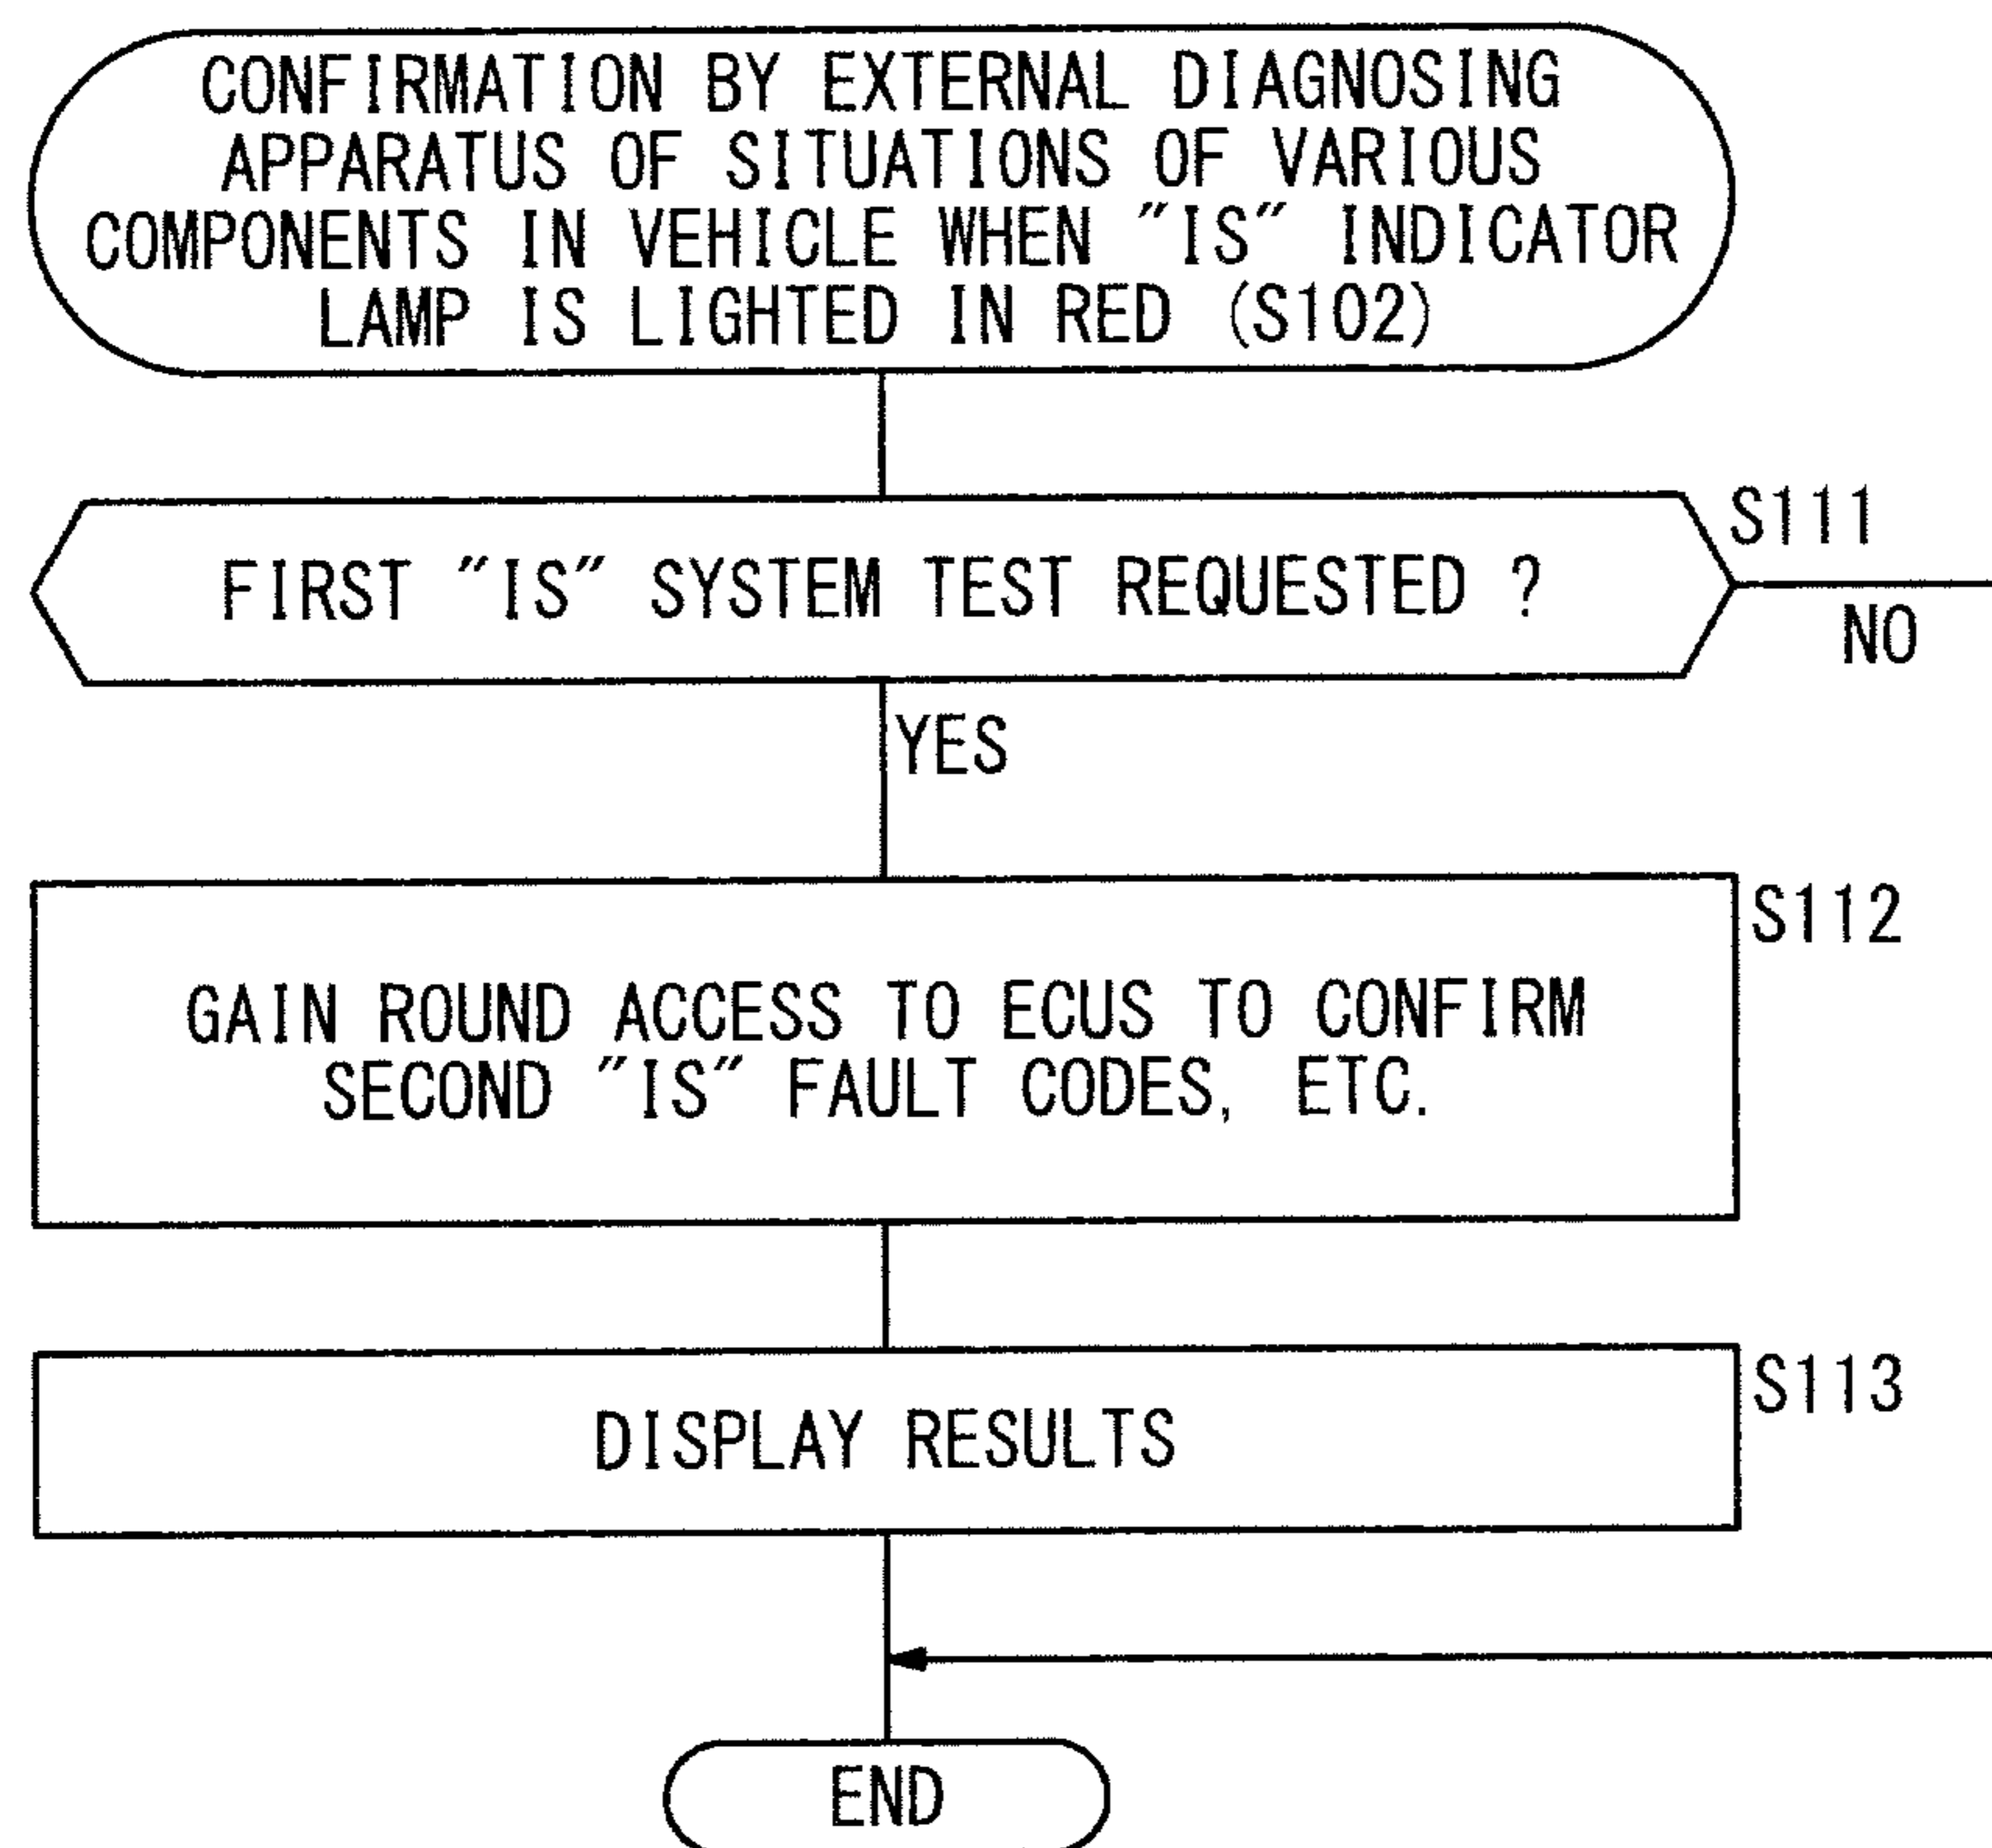 CONFIRMATION BY EXTERNAL DIAGNOSING
APPARATUS OF SITUATIONS OF VARIOUS
COMPONENTS IN VEHICLE WHEN "IS" INDICATOR
LAMP IS LIGHTED IN RED (S102)
S111
FIRST "IS" SYSTEM TEST REQUESTED ?
NO
YES
S112
GAIN ROUND ACCESS TO ECUS TO CONFIRM
SECOND "IS" FAULT CODES, ETC.
S113
DISPLAY RESULTS
END